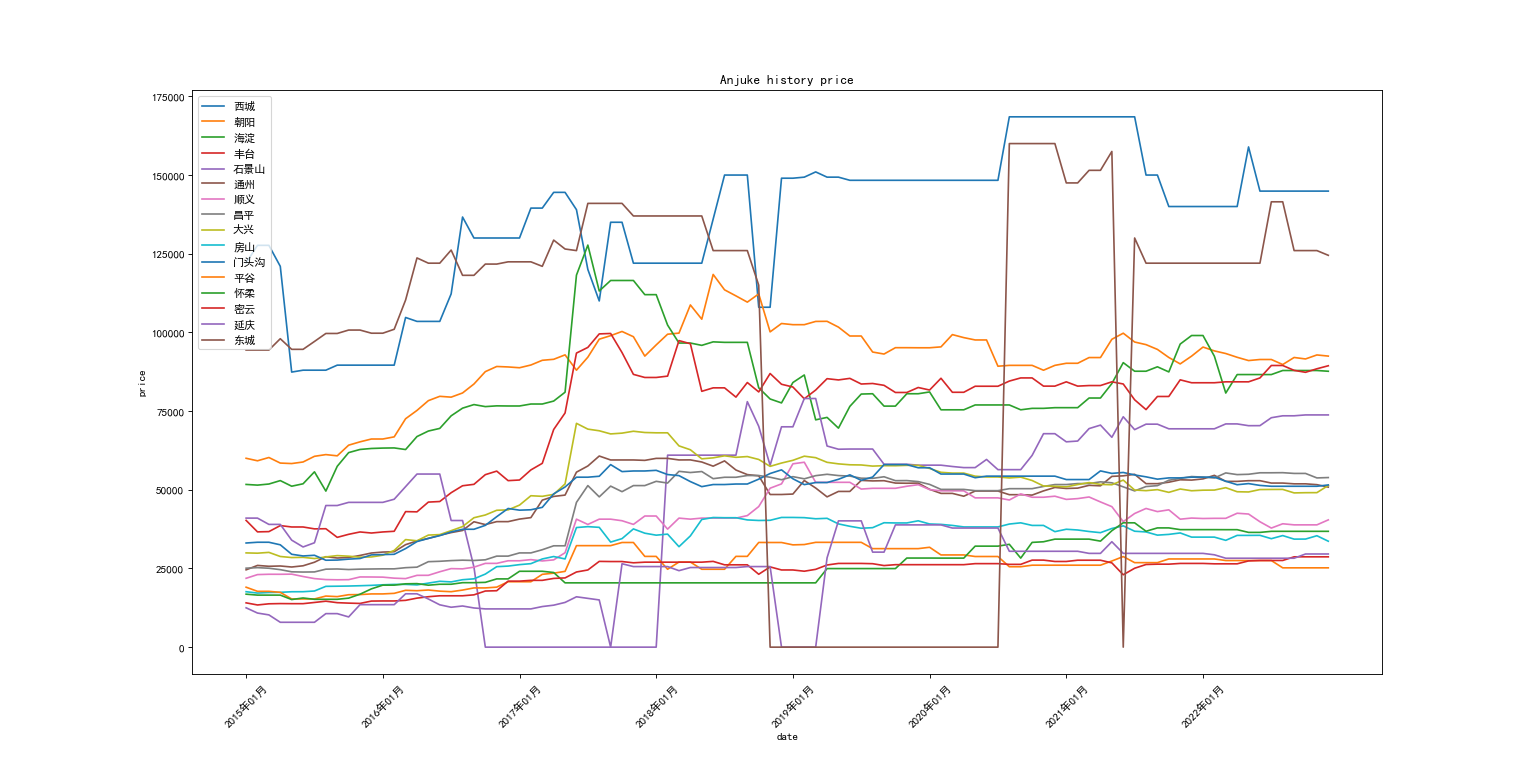 Anjuke history price
175000
150000
125000
100000
75000
50000
25000
0
price
西城
朝阳
海淀
丰台
石景山
通州
顺义
昌平
大兴
房山
门头沟
平谷
怀柔
密云
延庆
东城
2015年01月
2016年01月
2017年01月
2018年01月
2019年01月
2020年01月
2021年01月
2022年01月
date